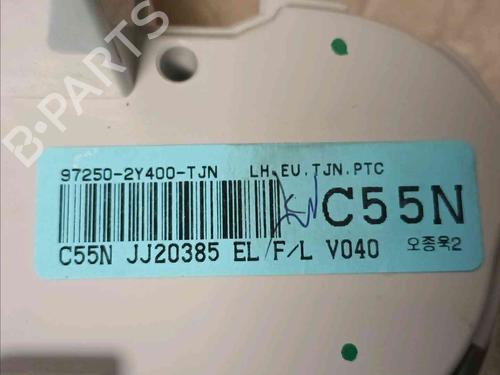 B-PARTS
97250-2Y400-TJN LH.EU.TJN.PTC
C55N
C55N JJ20385 EL F/L V040 오종욱2